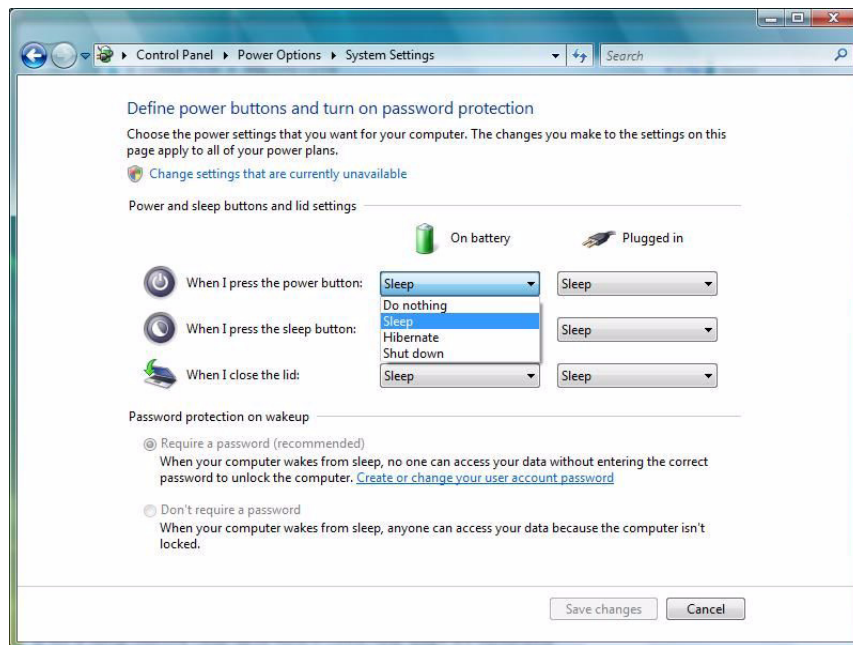 Control Panel ▸ Power Options ▸ System Settings
Search
Define power buttons and turn on password protection
Choose the power settings that you want for your computer. The changes you make to the settings on this
page apply to all of your power plans.
Change settings that are currently unavailable
Power and sleep buttons and lid settings
On battery Plugged in
When I press the power button: Sleep Sleep
Do nothing
Sleep
Hibernate
Shut down
When I press the sleep button: Sleep
When I close the lid: Sleep Sleep
Password protection on wakeup
Require a password (recommended)
When your computer wakes from sleep, no one can access your data without entering the correct
password to unlock the computer. Create or change your user account password
Don't require a password
When your computer wakes from sleep, anyone can access your data because the computer isn't
locked.
Save changes Cancel